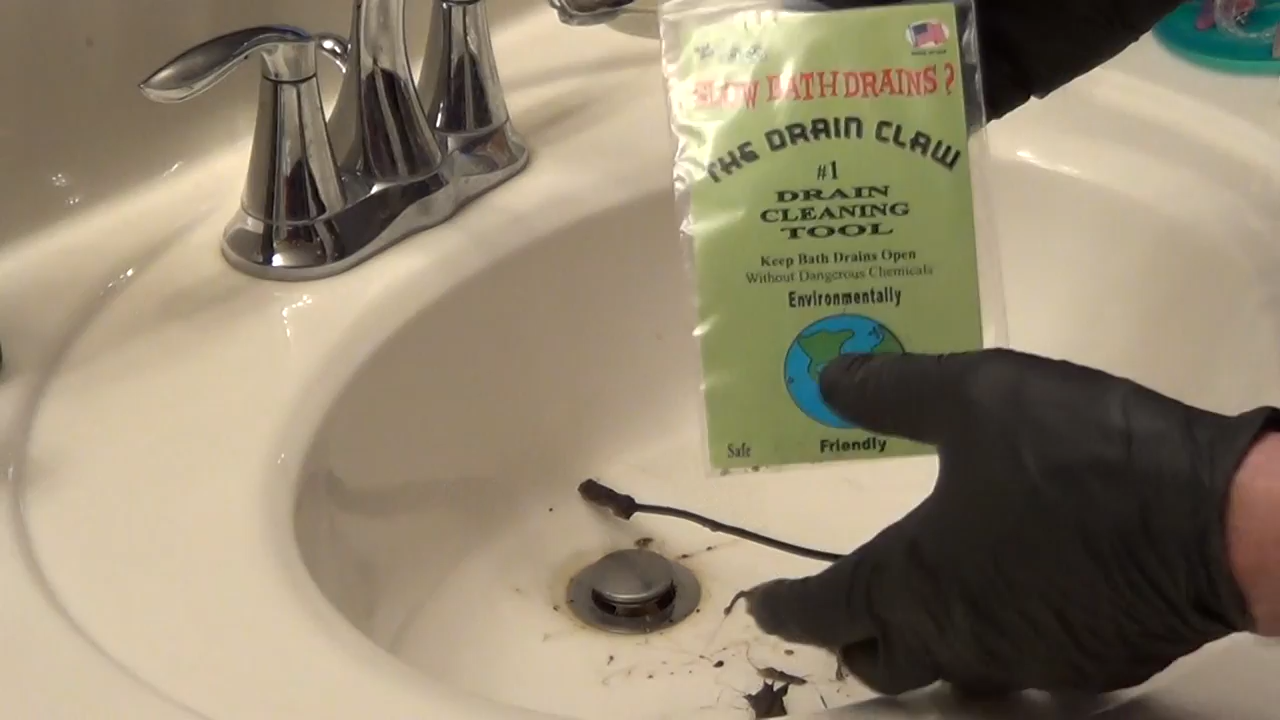 SLOW BATH DRAINS ?
THE DRAIN CLAW
#1
DRAIN
CLEANING
TOOL
Keep Bath Drains Open
Without Dangerous Chemicals
Environmentally
Safe
Friendly